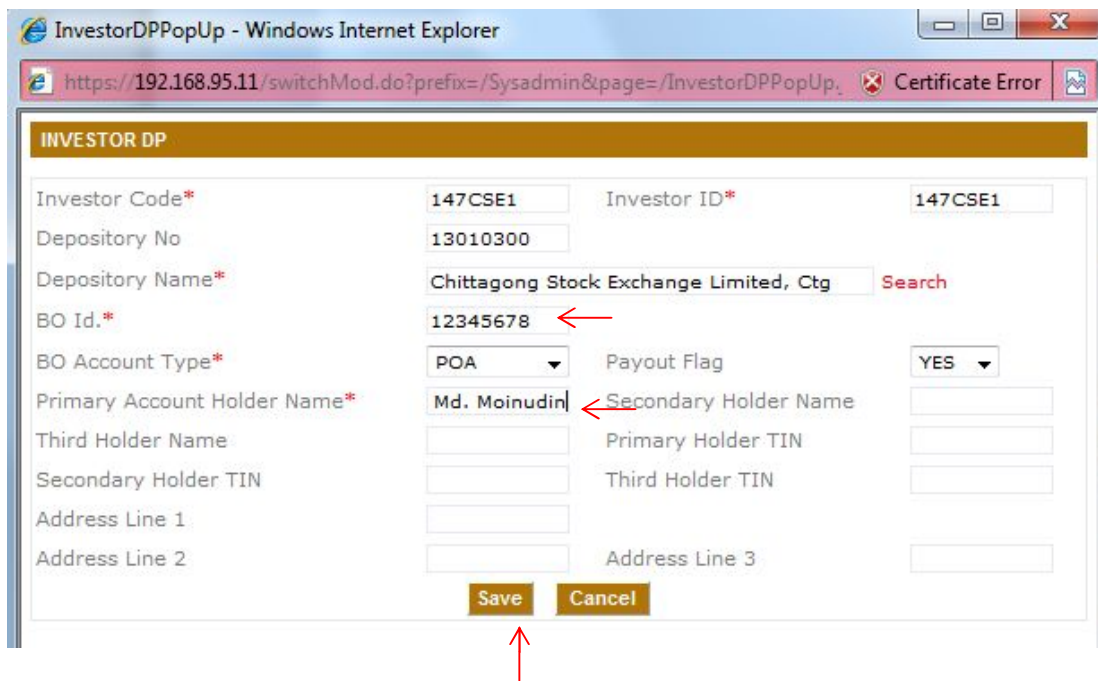 InvestorDPPopUp - Windows Internet Explorer
https://192.168.95.11/switchMod.do?prefix=/Sysadmin&page=/InvestorDPPopUp. Certificate Error
INVESTOR DP
Investor Code* 147CSE1 Investor ID* 147CSE1
Depository No 13010300
Depository Name* Chittagong Stock Exchange Limited, Ctg Search
BO Id.* 12345678
BO Account Type* POA Payout Flag YES
Primary Account Holder Name* Md. Moinudin Secondary Holder Name
Third Holder Name Primary Holder TIN
Secondary Holder TIN Third Holder TIN
Address Line 1
Address Line 2 Address Line 3
Save Cancel